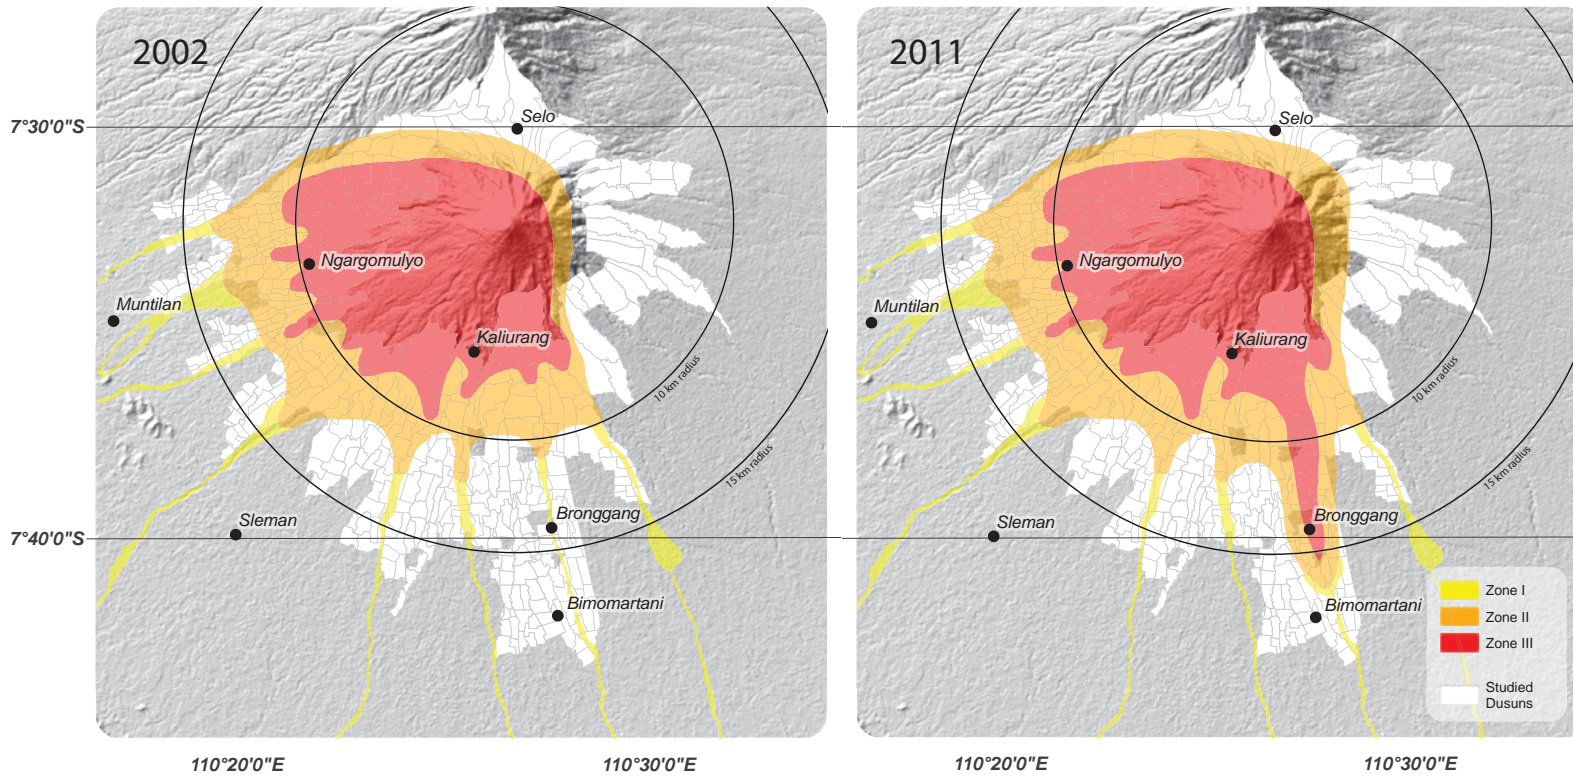 2002
Selo
Ngargomulyo
Muntilan
Kaliurang
10 km radius
15 km radius
Sleman
Bronggang
Bimomartani
7°30'0"S
7°40'0"S
110°20'0"E
110°30'0"E
2011
Selo
Ngargomulyo
Muntilan
Kaliurang
10 km radius
15 km radius
Sleman
Bronggang
Bimomartani
Zone I
Zone II
Zone III
Studied
Dusuns
110°20'0"E
110°30'0"E